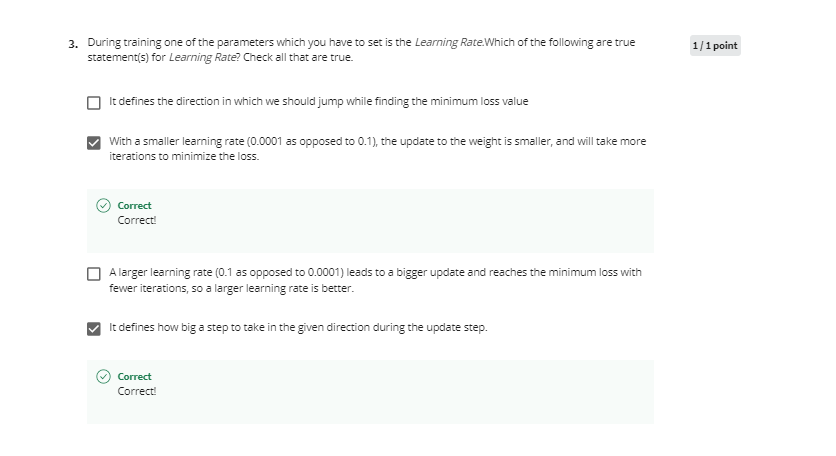 3. During training one of the parameters which you have to set is the Learning Rate.Which of the following are true
1 / 1 point
statement(s) for Learning Rate? Check all that are true.
It defines the direction in which we should jump while finding the minimum loss value
With a smaller learning rate (0.0001 as opposed to 0.1), the update to the weight is smaller, and will take more
iterations to minimize the loss.
Correct
Correct!
A larger learning rate (0.1 as opposed to 0.0001) leads to a bigger update and reaches the minimum loss with
fewer iterations, so a larger learning rate is better.
It defines how big a step to take in the given direction during the update step.
Correct
Correct!